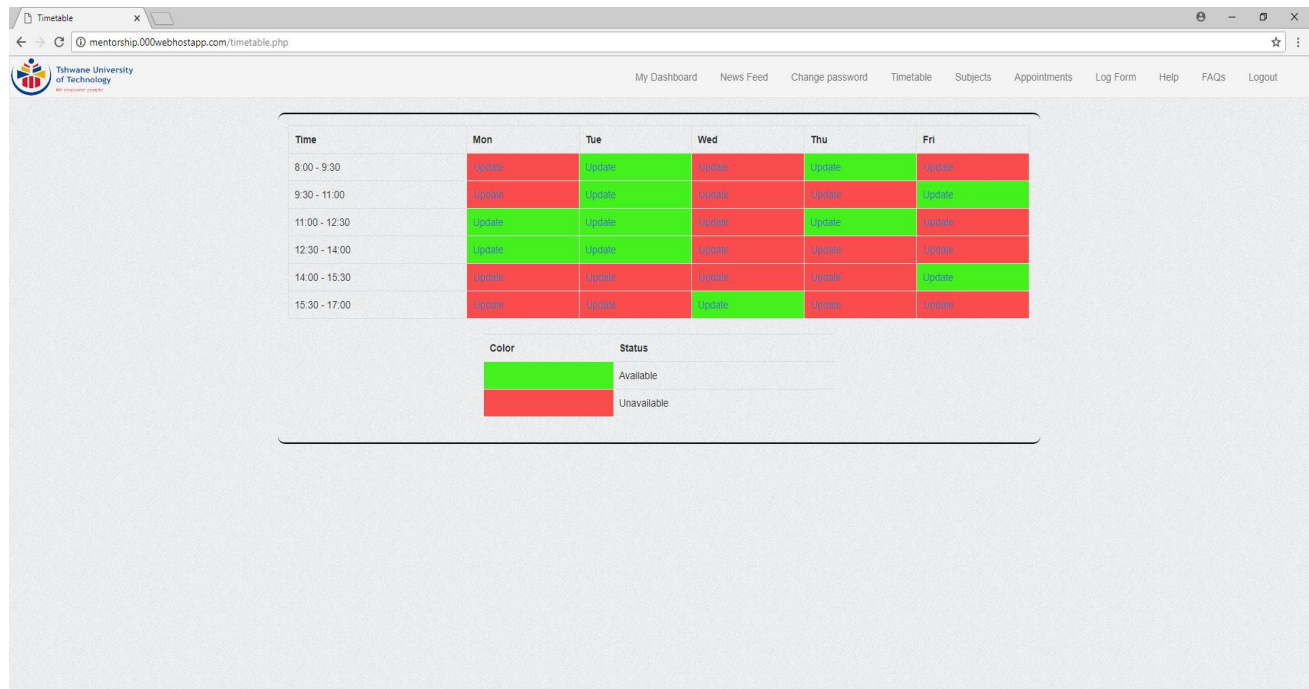 Timetable
mentorship.000webhostapp.com/timetable.php
Tshwane University
of Technology
We empower people
My Dashboard News Feed Change password Timetable Subjects Appointments Log Form Help FAQs Logout
Time Mon Tue Wed Thu Fri
8:00 - 9:30 Update Update Update Update Update
9:30 - 11:00 Update Update Update Update Update
11:00 - 12:30 Update Update Update Update Update
12:30 - 14:00 Update Update Update Update Update
14:00 - 15:30 Update Update Update Update Update
15:30 - 17:00 Update Update Update Update Update
Color Status
Available
Unavailable